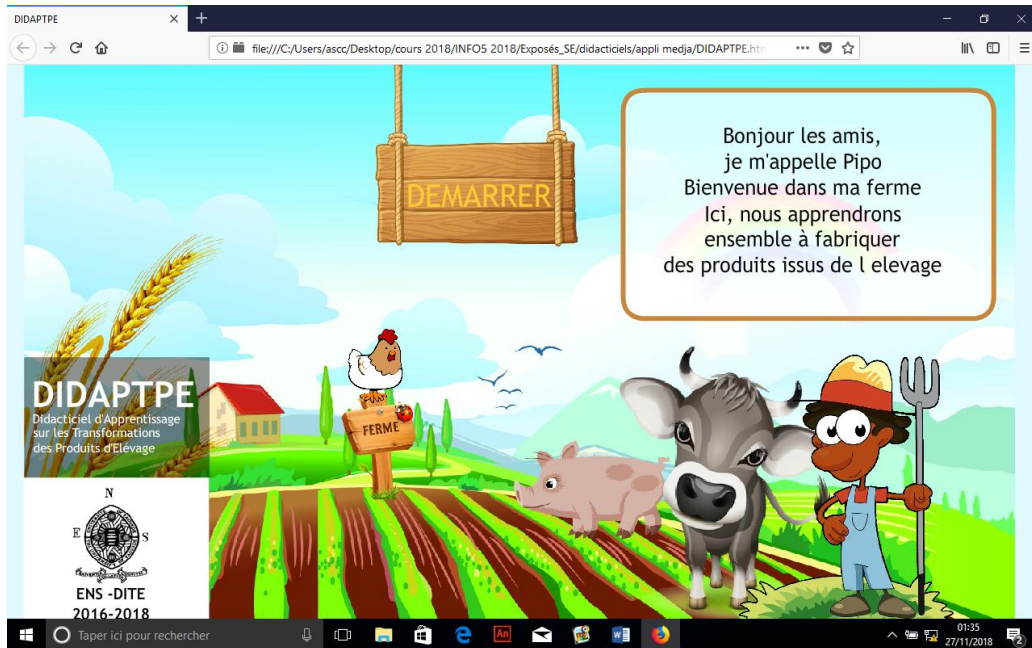 DIDAPTPE
file:///C:/Users/ascc/Desktop/cours 2018/INFO5 2018/Exposés_SE/didacticiels/appli medja/DIDAPTPE.htm
DEMARRER
Bonjour les amis,
je m'appelle Pipo
Bienvenue dans ma ferme
Ici, nous apprendrons
ensemble à fabriquer
des produits issus de l elevage
FERME
DIDAPTPE
Didacticiel d'Apprentissage
sur les Transformations
des Produits d'Elévage
N
E S
ENS -DITE
2016-2018
Taper ici pour rechercher
An
01:35
27/11/2018
2